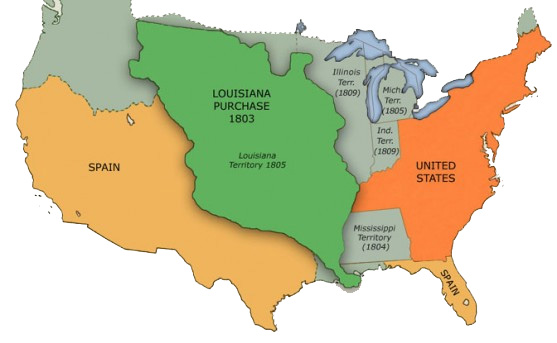 LOUISIANA
PURCHASE
1803
Louisiana
Territory 1805
SPAIN
Illinois
Terr.
(1809)
Mich.
Terr.
(1805)
Ind.
Terr.
(1809)
UNITED
STATES
Mississippi
Territory
(1804)
SPAIN